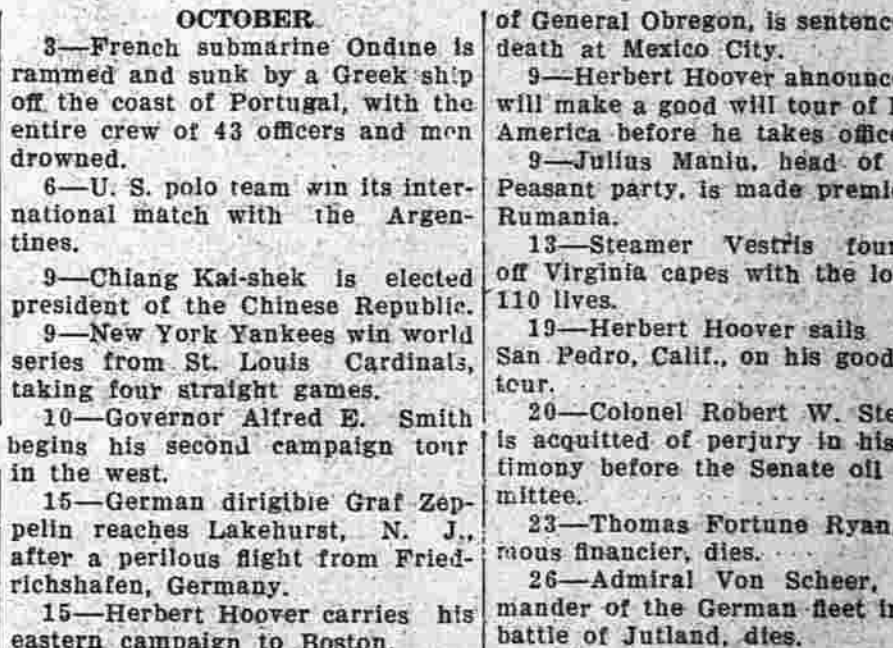 OCTOBER
3—French submarine Ondine is
rammed and sunk by a Greek ship
off the coast of Portugal, with the
entire crew of 43 officers and men
drowned.
6—U. S. polo team win its inter-
national match with the Argen-
tines.
9—Chiang Kai-shek is elected
president of the Chinese Republic.
9—New York Yankees win world
series from St. Louis Cardinals,
taking four straight games.
10—Governor Alfred E. Smith
begins his second campaign tour
in the west.
15—German dirigible Graf Zep-
pelin reaches Lakehurst, N. J.,
after a perilous flight from Fried-
richshafen, Germany.
15—Herbert Hoover carries his
eastern campaign to Boston.
of General Obregon, is sentenc
death at Mexico City.
9—Herbert Hoover announc
will make a good will tour of
America before he takes offic
9—Julius Maniu, head of
Peasant party, is made premi
Rumania.
13—Steamer Vestris foun
off Virginia capes with the lo
110 lives.
19—Herbert Hoover sails
San Pedro, Calif., on his good
tour.
20—Colonel Robert W. Ste
is acquitted of perjury in his
timony before the Senate oil
mittee.
23—Thomas Fortune Ryan
mous financier, dies.
26—Admiral Von Scheer,
mander of the German fleet in
battle of Jutland, dies.